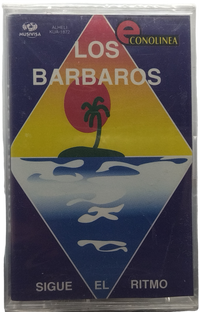 MUSIVISA
LOS
BARBAROS
eCONOLINEA
SIGUE EL RITMO